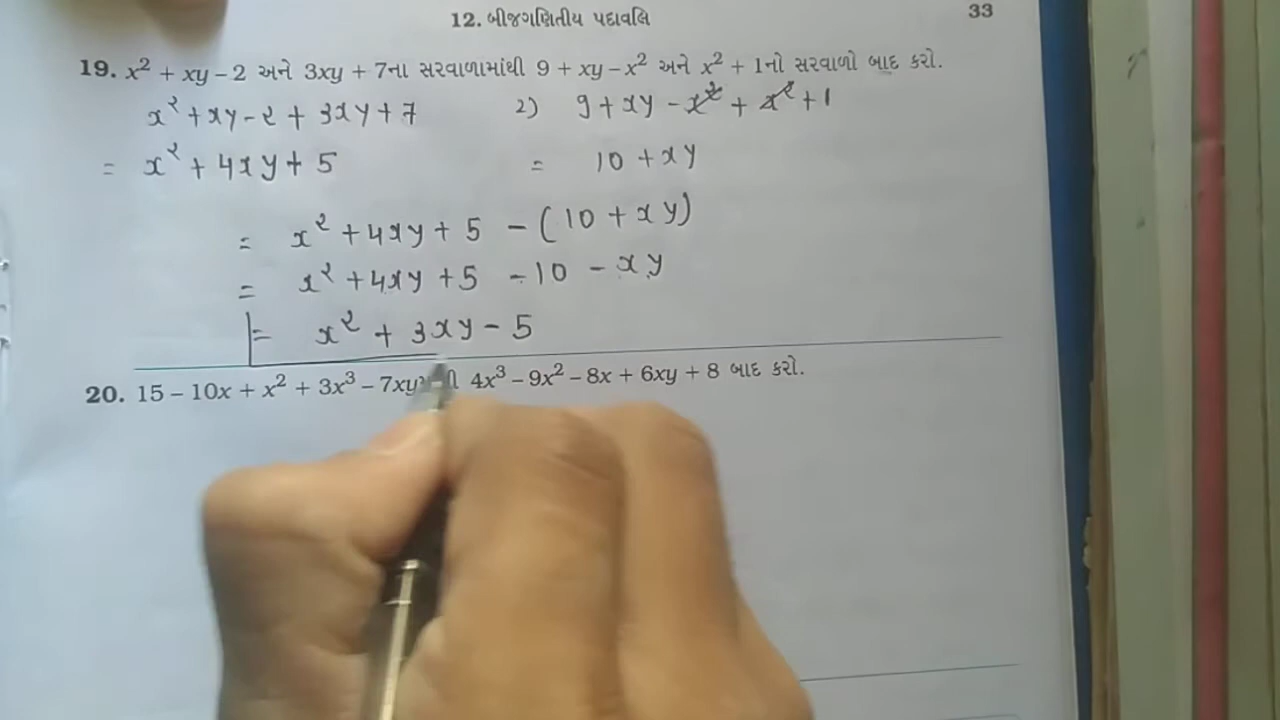 12. બીજગણિતીય પદાવલિ 33
19. x² + xy – 2 અને 3xy + 7ના સરવાળામાંથી 9 + xy – x² અને x² + 1નો સરવાળો બાદ કરો.
x² + xy - 2 + 3xy + 7 2) 9 + xy - x² + x² + 1
= x² + 4xy + 5 = 10 + xy
= x² + 4xy + 5 - (10 + xy)
= x² + 4xy + 5 - 10 - xy
= x² + 3xy - 5
20. 15 – 10x + x² + 3x³ – 7xy 4x³ – 9x² – 8x + 6xy + 8 બાદ કરો.